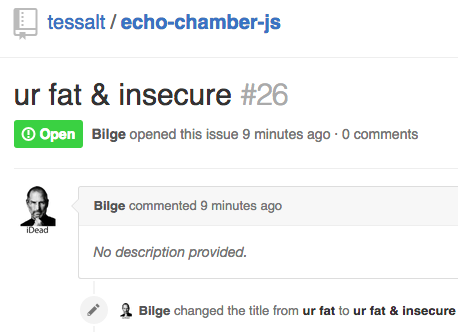 tessalt / echo-chamber-js
ur fat & insecure #26
Open Bilge opened this issue 9 minutes ago · 0 comments
Bilge commented 9 minutes ago
iDead
No description provided.
Bilge changed the title from ur fat to ur fat & insecure